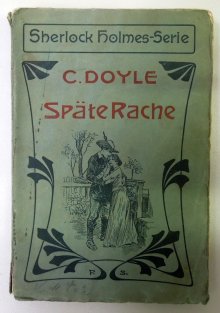 Sherlock Holmes-Serie
C. DOYLE
Späte Rache
R. S.